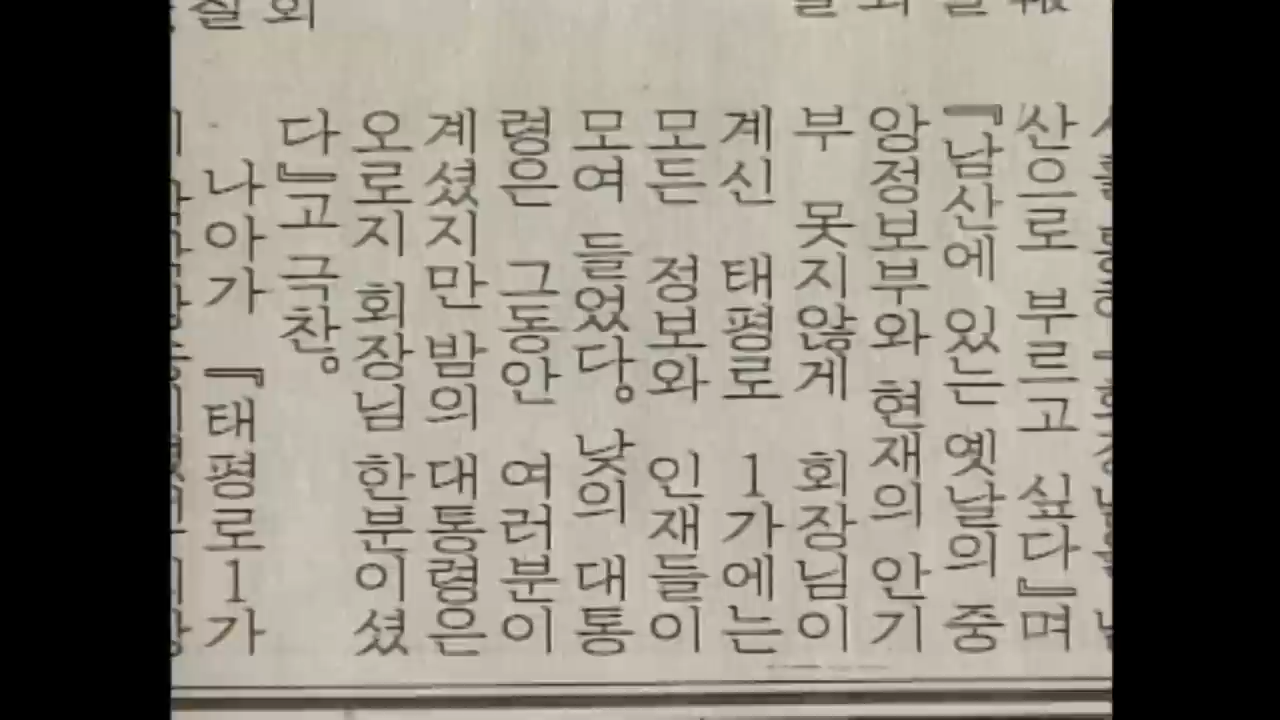 산으로 부르고 싶다』며
『남산에 있는 옛날의 중
앙정보부와 현재의 안기
부 못지않게 회장님이
계신 태평로 1가에는
모든 정보와 인재들이
모여 들었다. 낮의 대통
령은 그동안 여러분이
계셨지만 밤의 대통령은
오로지 회장님 한분이셨
다』고 극찬.
나아가 『태평로1가